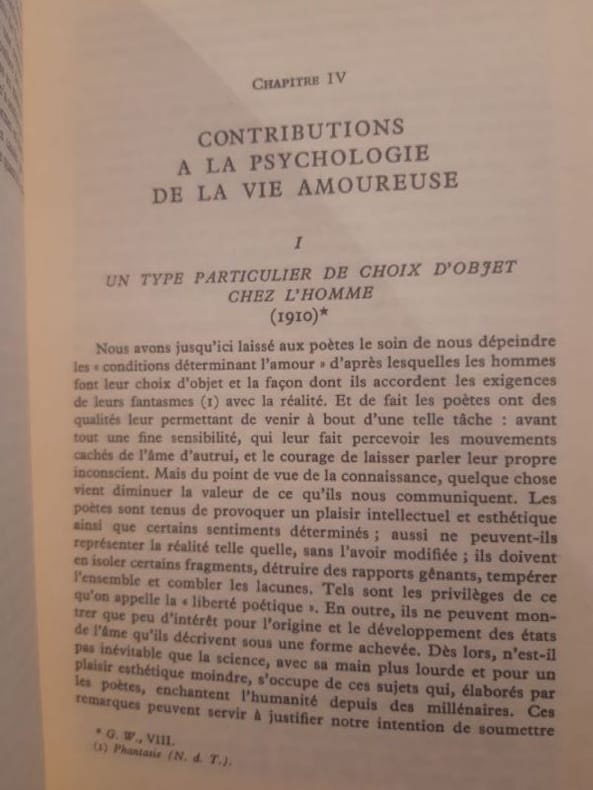 CHAPITRE IV
CONTRIBUTIONS
A LA PSYCHOLOGIE
DE LA VIE AMOUREUSE
I
UN TYPE PARTICULIER DE CHOIX D'OBJET
CHEZ L'HOMME
(1910)*
Nous avons jusqu'ici laissé aux poètes le soin de nous dépeindre
les « conditions déterminant l'amour » d'après lesquelles les hommes
font leur choix d'objet et la façon dont ils accordent les exigences
de leurs fantasmes (1) avec la réalité. Et de fait les poètes ont des
qualités leur permettant de venir à bout d'une telle tâche : avant
tout une fine sensibilité, qui leur fait percevoir les mouvements
cachés de l'âme d'autrui, et le courage de laisser parler leur propre
inconscient. Mais du point de vue de la connaissance, quelque chose
vient diminuer la valeur de ce qu'ils nous communiquent. Les
poètes sont tenus de provoquer un plaisir intellectuel et esthétique
ainsi que certains sentiments déterminés ; aussi ne peuvent-ils
représenter la réalité telle quelle, sans l'avoir modifiée ; ils doivent
en isoler certains fragments, détruire des rapports gênants, tempérer
l'ensemble et combler les lacunes. Tels sont les privilèges de ce
qu'on appelle la « liberté poétique ». En outre, ils ne peuvent mon-
trer que peu d'intérêt pour l'origine et le développement des états
de l'âme qu'ils décrivent sous une forme achevée. Dès lors, n'est-il
pas inévitable que la science, avec sa main plus lourde et pour un
plaisir esthétique moindre, s'occupe de ces sujets qui, élaborés par
les poètes, enchantent l'humanité depuis des millénaires. Ces
remarques peuvent servir à justifier notre intention de soumettre
* G. W., VIII.
(1) Phantasie (N. d. T.).